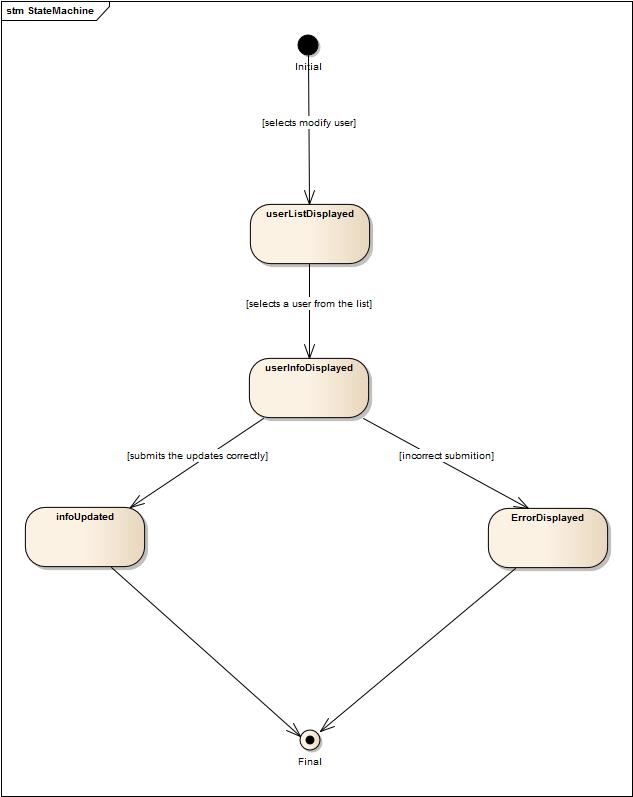 stm StateMachine
Initial
[selects modify user]
userListDisplayed
[selects a user from the list]
userInfoDisplayed
[submits the updates correctly]
[incorrect submition]
infoUpdated
ErrorDisplayed
Final